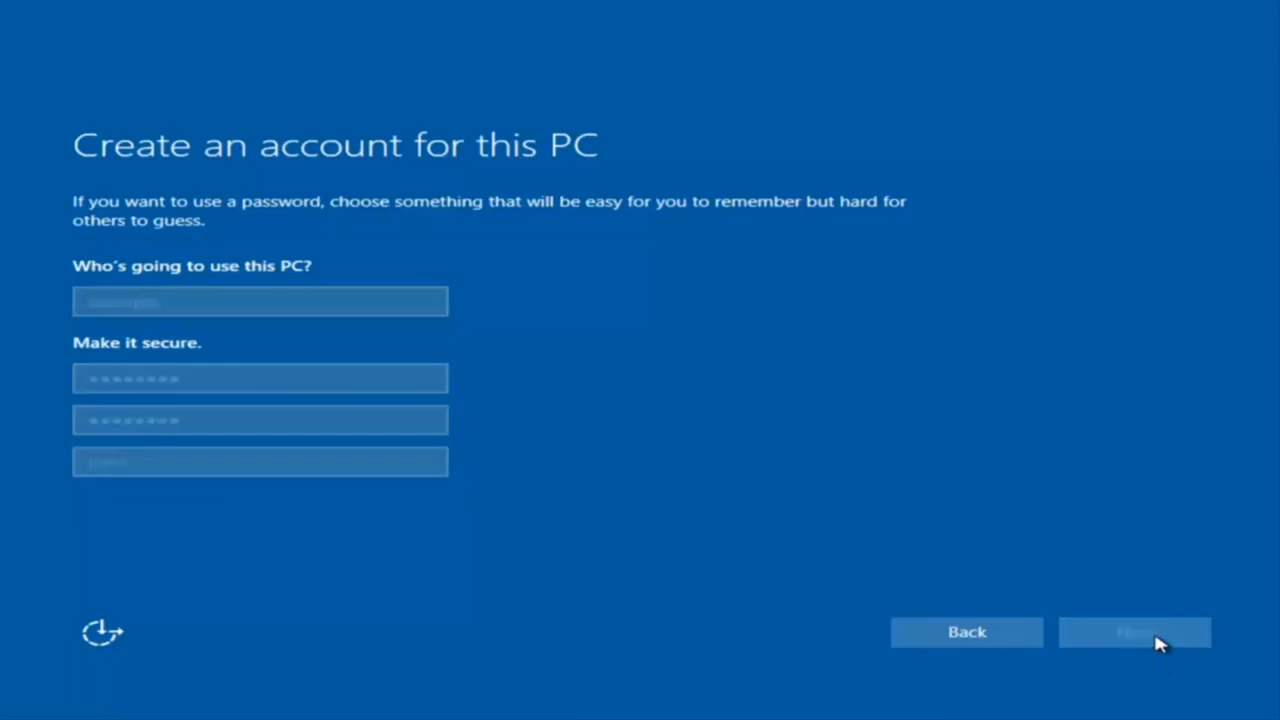 Create an account for this PC
If you want to use a password, choose something that will be easy for you to remember but hard for
others to guess.
Who's going to use this PC?
Make it secure.
Back